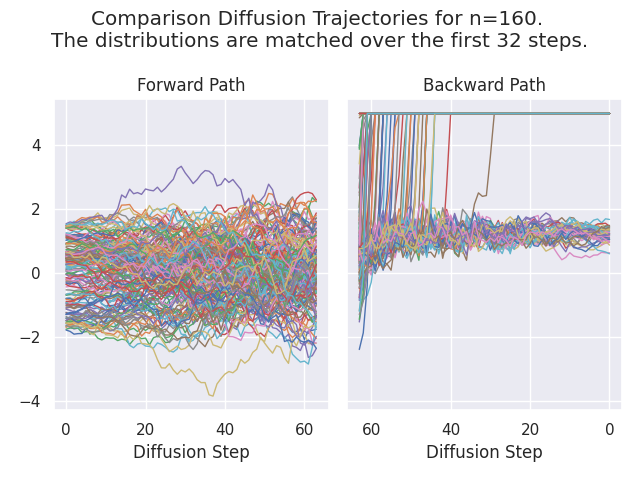 Comparison Diffusion Trajectories for n=160.
The distributions are matched over the first 32 steps.
Forward Path
Backward Path
4
2
0
−2
−4
0 20 40 60
60 40 20 0
Diffusion Step
Diffusion Step